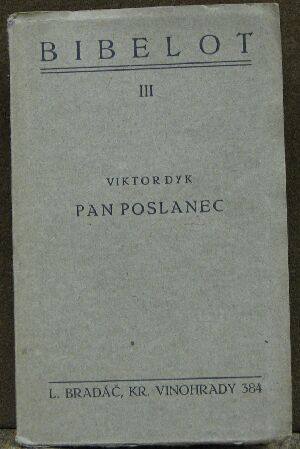 BIBELOT
III
VIKTOR DYK
PAN POSLANEC
L. BRADÁČ, KR. VINOHRADY 384